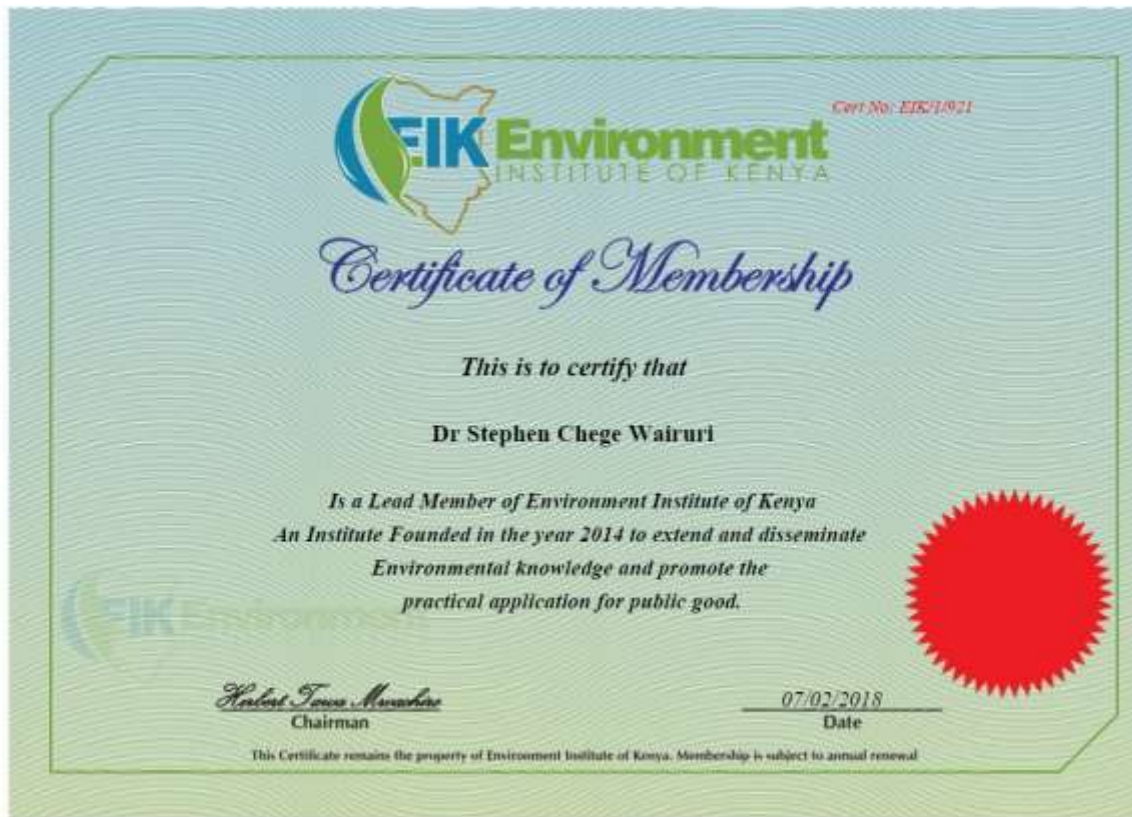 Cert No: EIK/1/921
EIK Environment
INSTITUTE OF KENYA
Certificate of Membership
This is to certify that
Dr Stephen Chege Wairuri
Is a Lead Member of Environment Institute of Kenya
An Institute Founded in the year 2014 to extend and disseminate
Environmental knowledge and promote the
practical application for public good.
EIK Environment
Herbert
07/02/2018
Chairman
Date
This Certificate remains the property of Environment Institute of Kenya. Membership is subject to annual renewal